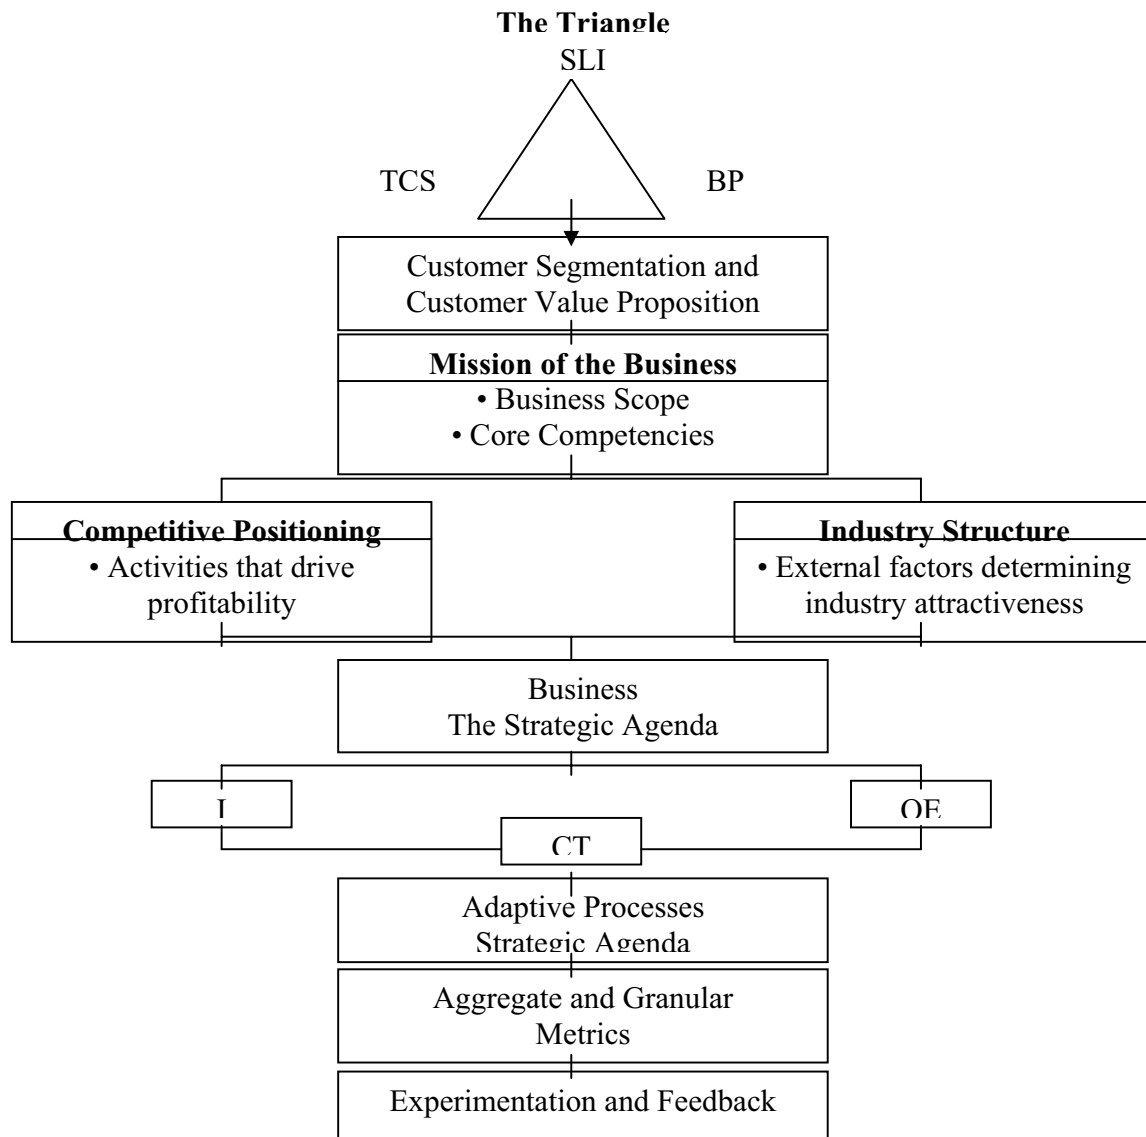 The Triangle
SLI
TCS
BP
Customer Segmentation and
Customer Value Proposition
Mission of the Business
• Business Scope
• Core Competencies
Competitive Positioning
• Activities that drive
profitability
Industry Structure
• External factors determining
industry attractiveness
Business
The Strategic Agenda
I
OE
CT
Adaptive Processes
Strategic Agenda
Aggregate and Granular
Metrics
Experimentation and Feedback